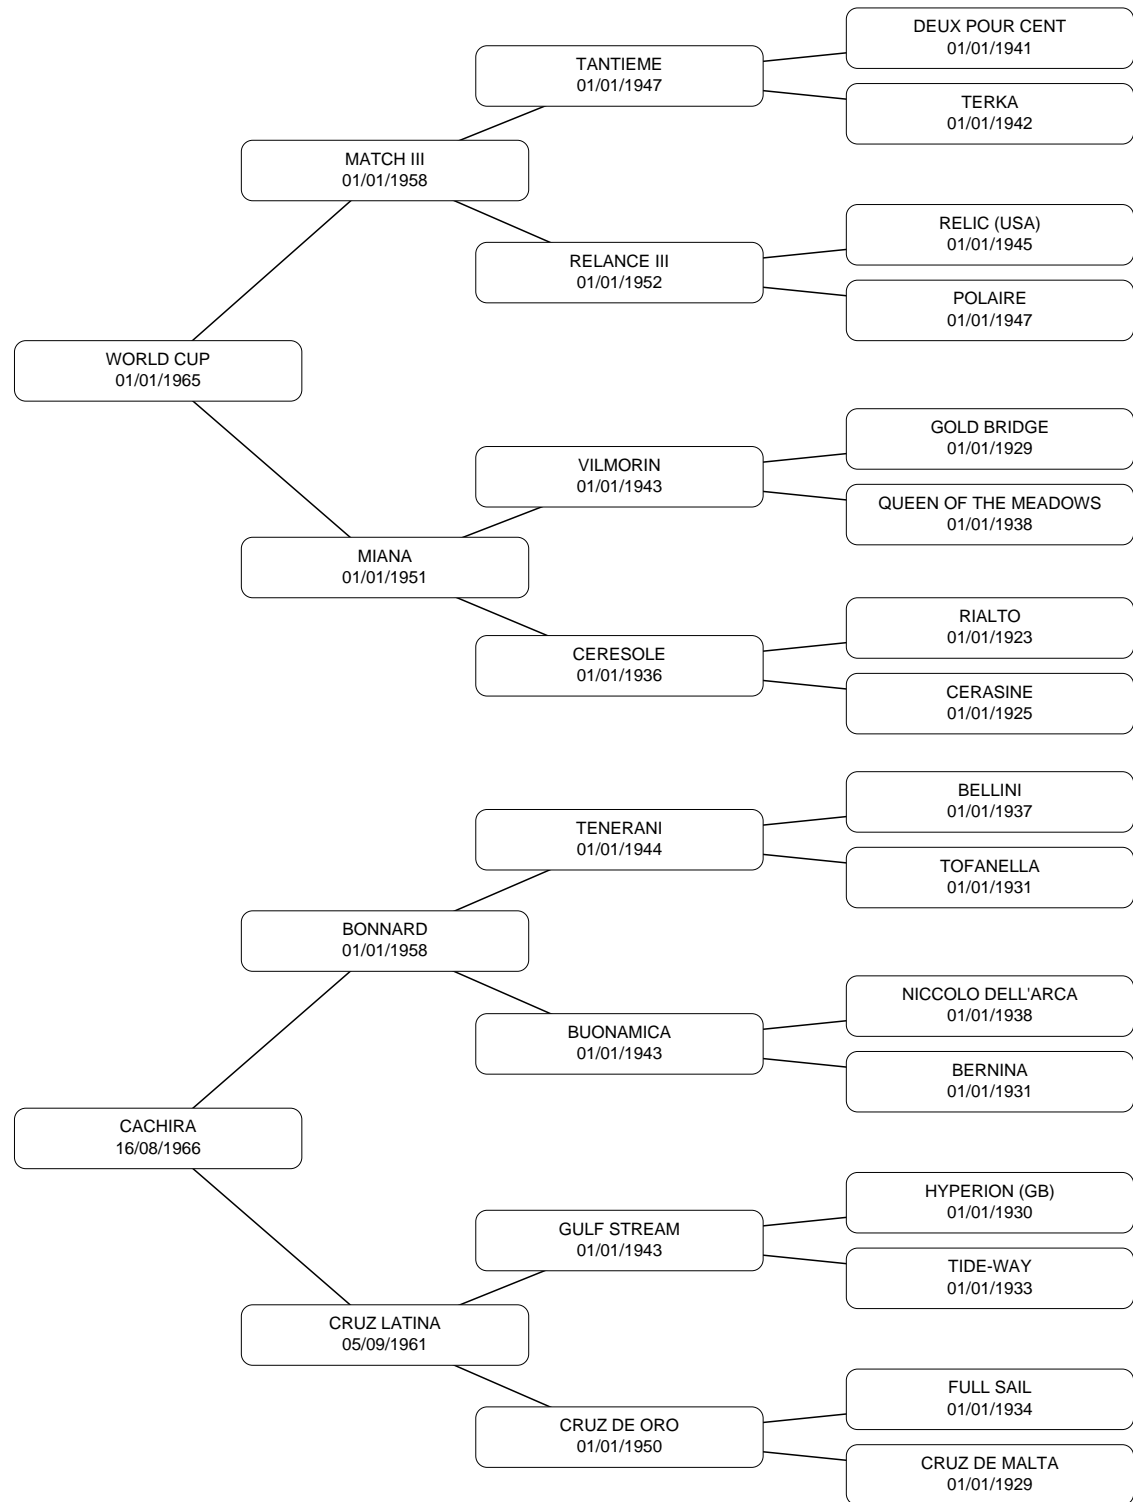 DEUX POUR CENT
01/01/1941
TANTIEME
01/01/1947
TERKA
01/01/1942
MATCH III
01/01/1958
RELIC (USA)
01/01/1945
RELANCE III
01/01/1952
POLAIRE
01/01/1947
WORLD CUP
01/01/1965
GOLD BRIDGE
01/01/1929
VILMORIN
01/01/1943
QUEEN OF THE MEADOWS
01/01/1938
MIANA
01/01/1951
RIALTO
01/01/1923
CERESOLE
01/01/1936
CERASINE
01/01/1925
BELLINI
01/01/1937
TENERANI
01/01/1944
TOFANELLA
01/01/1931
BONNARD
01/01/1958
NICCOLO DELL'ARCA
01/01/1938
BUONAMICA
01/01/1943
BERNINA
01/01/1931
CACHIRA
16/08/1966
HYPERION (GB)
01/01/1930
GULF STREAM
01/01/1943
TIDE-WAY
01/01/1933
CRUZ LATINA
05/09/1961
FULL SAIL
01/01/1934
CRUZ DE ORO
01/01/1950
CRUZ DE MALTA
01/01/1929